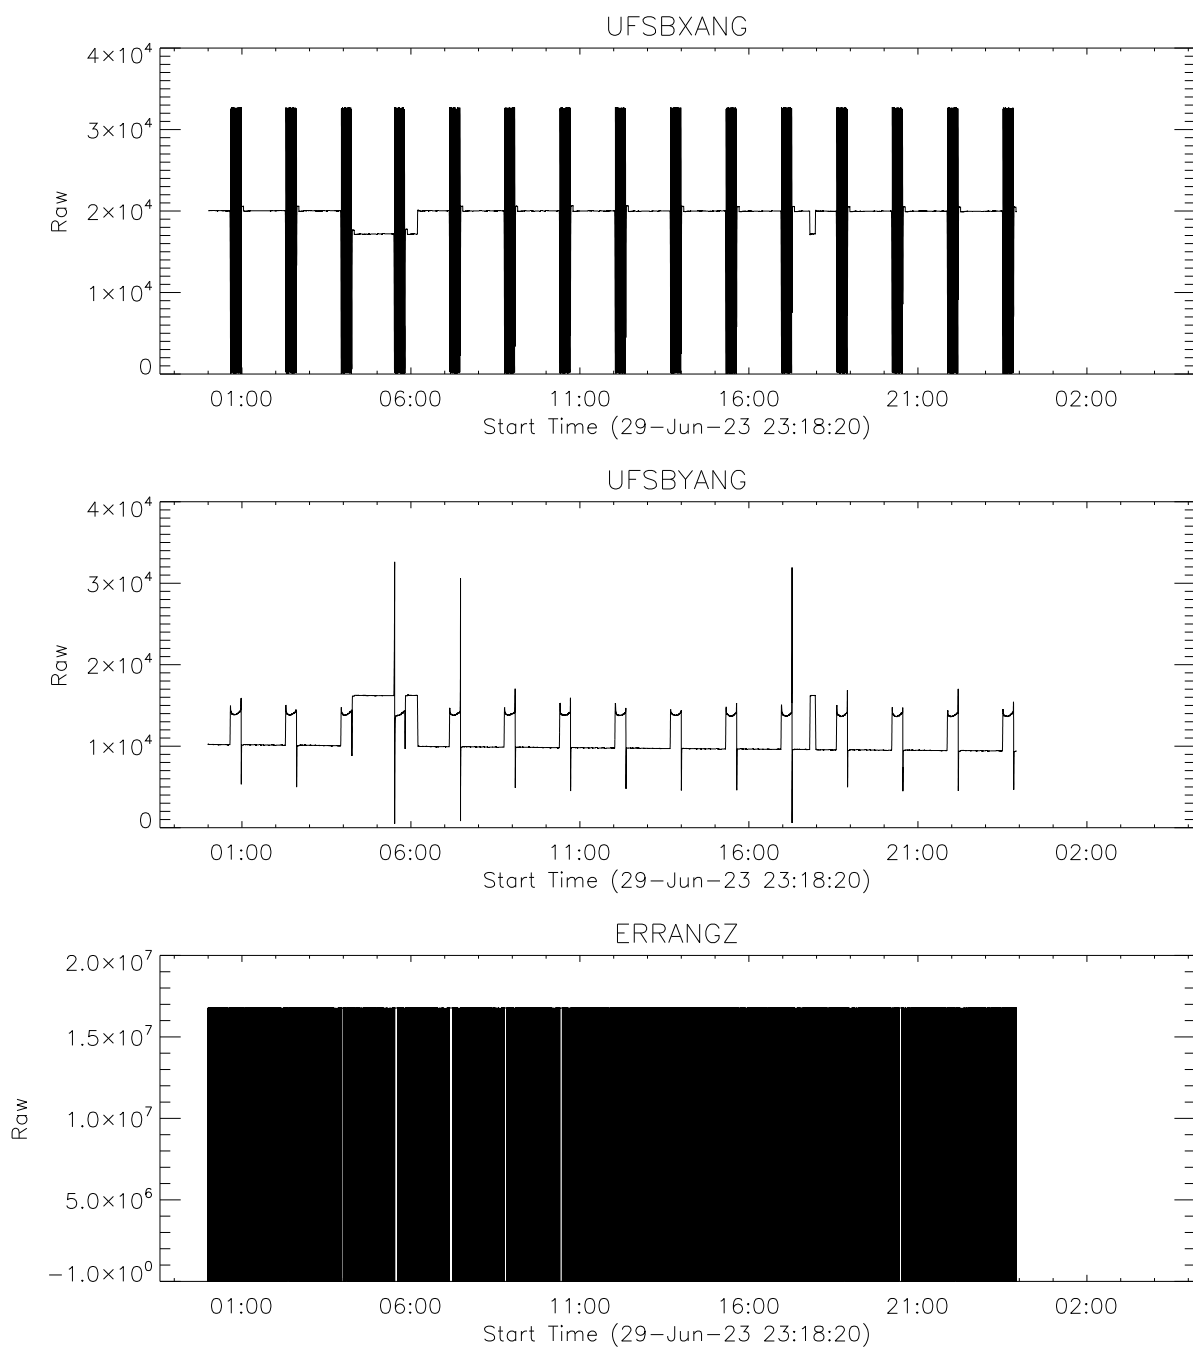 UFSBXANG
4×10⁴
3×10⁴
2×10⁴
1×10⁴
0
Raw
01:00 06:00 11:00 16:00 21:00 02:00
Start Time (29-Jun-23 23:18:20)
UFSBYANG
4×10⁴
3×10⁴
2×10⁴
1×10⁴
0
Raw
01:00 06:00 11:00 16:00 21:00 02:00
Start Time (29-Jun-23 23:18:20)
ERRANGZ
2.0×10⁷
1.5×10⁷
1.0×10⁷
5.0×10⁶
-1.0×10⁰
Raw
01:00 06:00 11:00 16:00 21:00 02:00
Start Time (29-Jun-23 23:18:20)